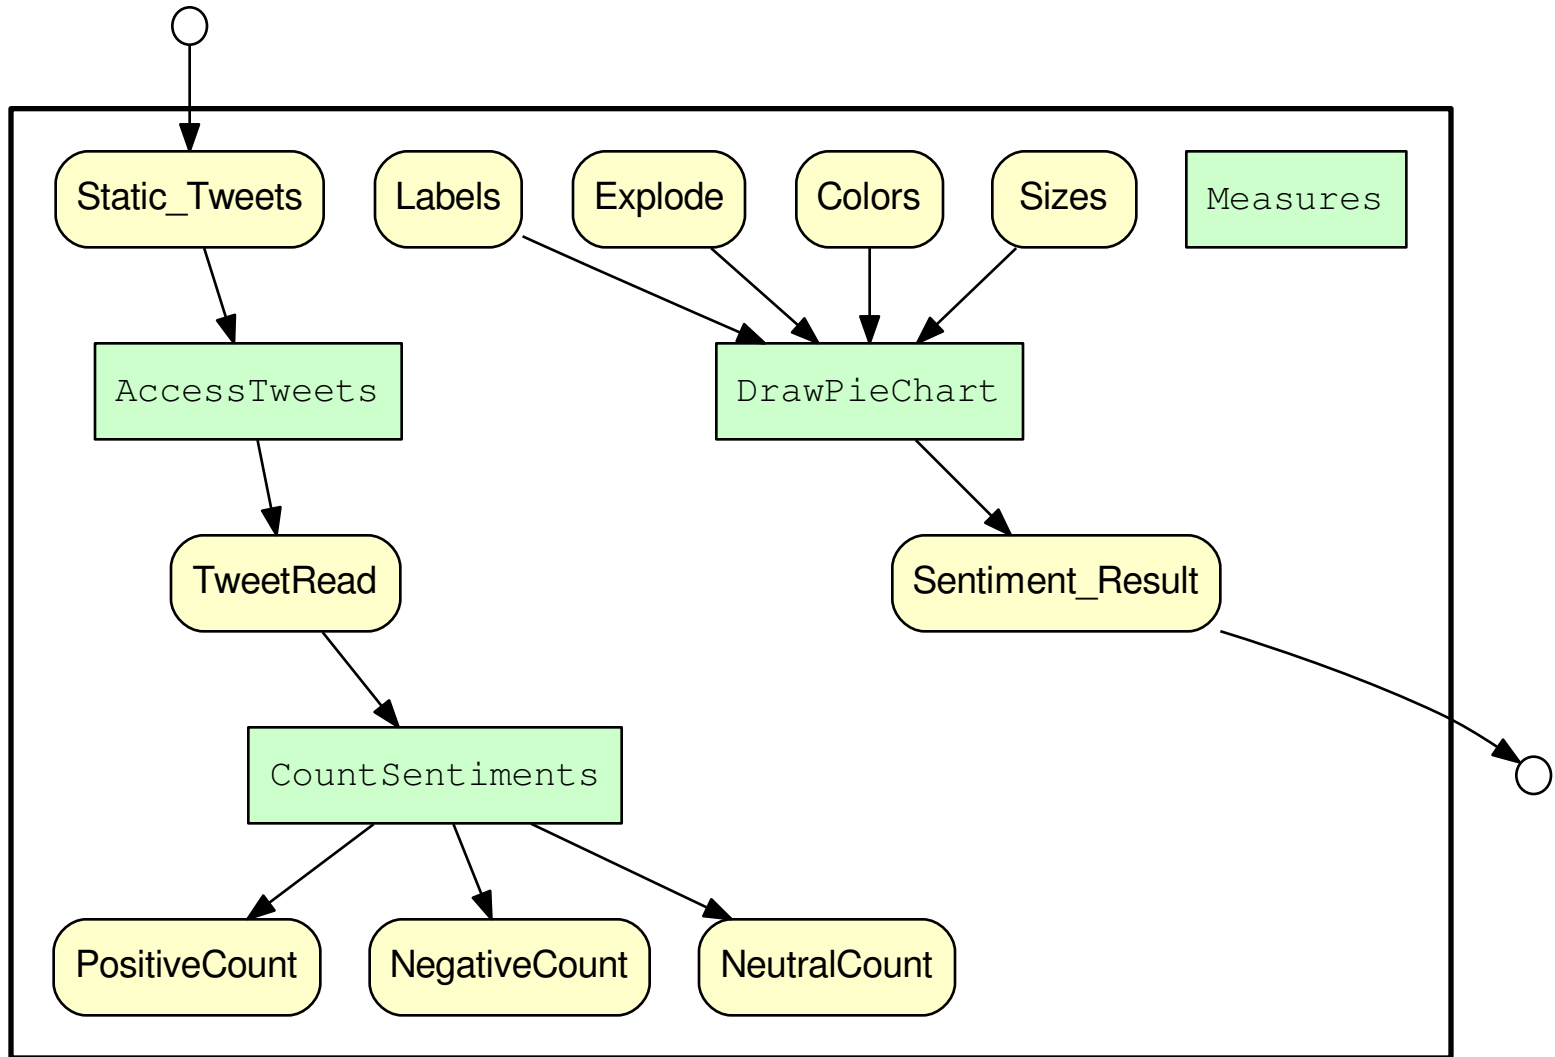 Static_Tweets
Labels
Explode
Colors
Sizes
Measures
AccessTweets
DrawPieChart
TweetRead
Sentiment_Result
CountSentiments
PositiveCount
NegativeCount
NeutralCount